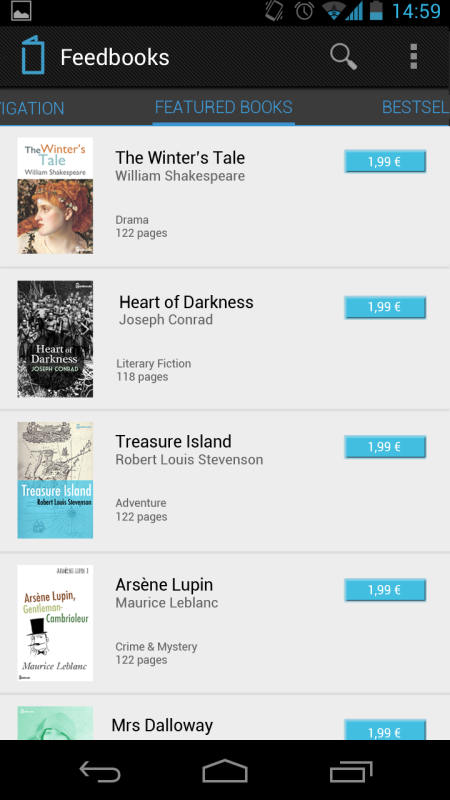 14:59
Feedbooks
IGATION
FEATURED BOOKS
BESTSEL
The Winter's
Tale
William Shakespeare
The Winter's Tale
William Shakespeare
1,99 €
Drama
122 pages
Heart of
Darkness
JOSEPH CONRAD
Heart of Darkness
Joseph Conrad
1,99 €
Literary Fiction
118 pages
Treasure Island
Robert Louis Stevenson
Treasure Island
Robert Louis Stevenson
1,99 €
Adventure
122 pages
ARSÈNE LUPIN 1
Arsène Lupin,
Gentleman-
Cambrioleur
Maurice Leblanc
Arsène Lupin
Maurice Leblanc
1,99 €
Crime & Mystery
122 pages
Mrs Dalloway
1,99 €